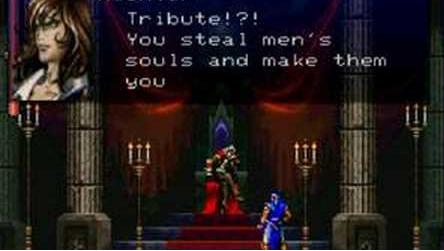 Tribute!?!
You steal men's
souls and make them
you